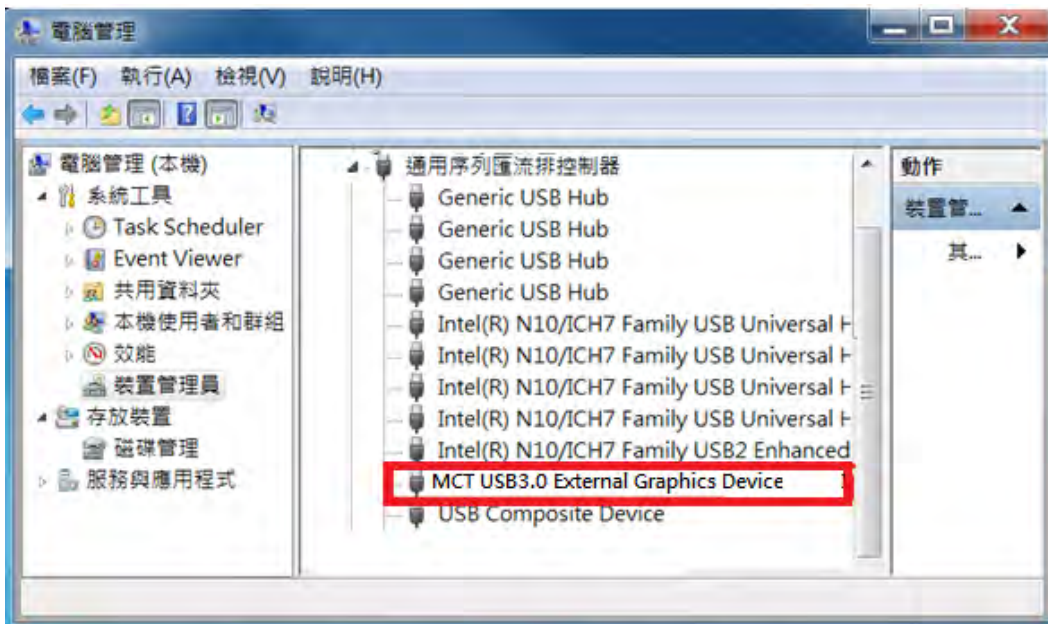 電腦管理
檔案(F) 執行(A) 檢視(V) 說明(H)
電腦管理 (本機)
系統工具
Task Scheduler
Event Viewer
共用資料夾
本機使用者和群組
效能
裝置管理員
存放裝置
磁碟管理
服務與應用程式
通用序列匯流排控制器
Generic USB Hub
Generic USB Hub
Generic USB Hub
Generic USB Hub
Intel(R) N10/ICH7 Family USB Universal H
Intel(R) N10/ICH7 Family USB Universal H
Intel(R) N10/ICH7 Family USB Universal H
Intel(R) N10/ICH7 Family USB Universal H
Intel(R) N10/ICH7 Family USB2 Enhanced
MCT USB3.0 External Graphics Device
USB Composite Device
動作
裝置管...
其...